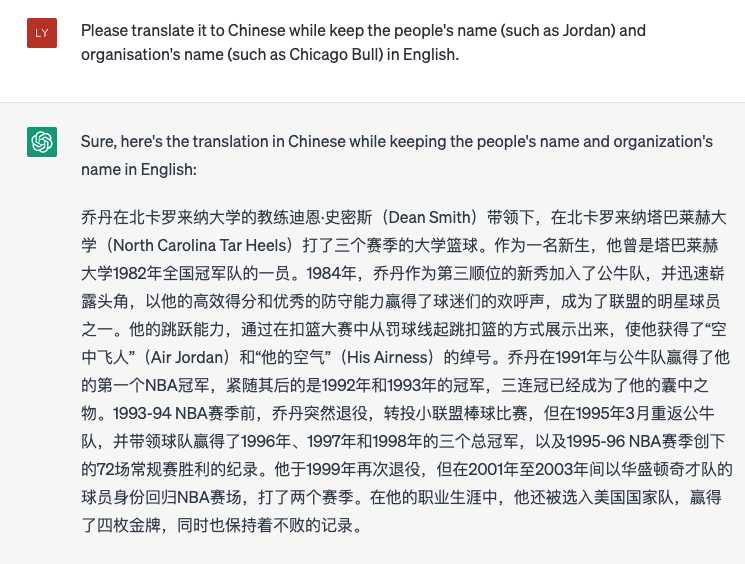 LY
Please translate it to Chinese while keep the people's name (such as Jordan) and
organisation's name (such as Chicago Bull) in English.
Sure, here's the translation in Chinese while keeping the people's name and organization's
name in English:
乔丹在北卡罗来纳大学的教练迪恩·史密斯（Dean Smith）带领下，在北卡罗来纳塔巴莱赫大
学（North Carolina Tar Heels）打了三个赛季的大学篮球。作为一名新生，他曾是塔巴莱赫
大学1982年全国冠军队的一员。1984年，乔丹作为第三顺位的新秀加入了公牛队，并迅速崭
露头角，以他的高效得分和优秀的防守能力赢得了球迷们的欢呼声，成为了联盟的明星球员
之一。他的跳跃能力，通过在扣篮大赛中从罚球线起跳扣篮的方式展示出来，使他获得了“空
中飞人”（Air Jordan）和“他的空气”（His Airness）的绰号。乔丹在1991年与公牛队赢得了他
的第一个NBA冠军，紧随其后的是1992年和1993年的冠军，三连冠已经成为了他的囊中之
物。1993-94 NBA赛季前，乔丹突然退役，转投小联盟棒球比赛，但在1995年3月重返公牛
队，并带领球队赢得了1996年、1997年和1998年的三个总冠军，以及1995-96 NBA赛季创下
的72场常规赛胜利的纪录。他于1999年再次退役，但在2001年至2003年间以华盛顿奇才队的
球员身份回归NBA赛场，打了两个赛季。在他的职业生涯中，他还被选入美国国家队，赢得
了四枚金牌，同时也保持着不败的记录。